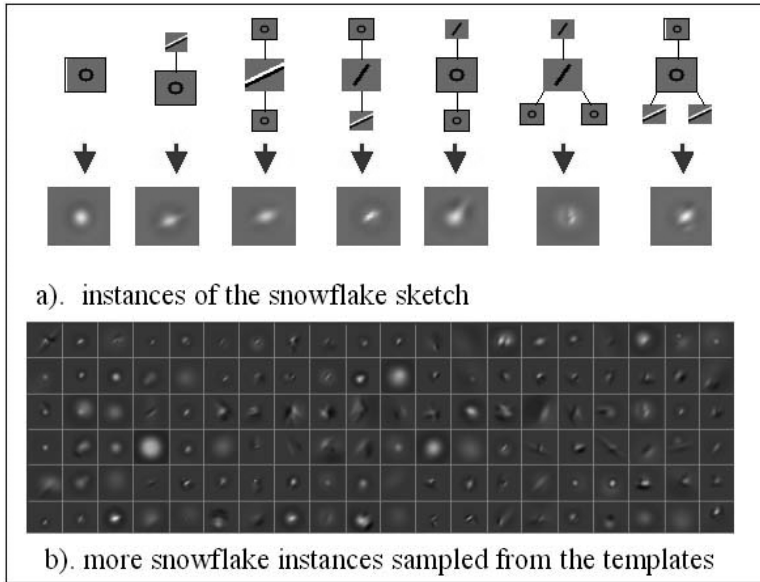 a). instances of the snowflake sketch
b). more snowflake instances sampled from the templates